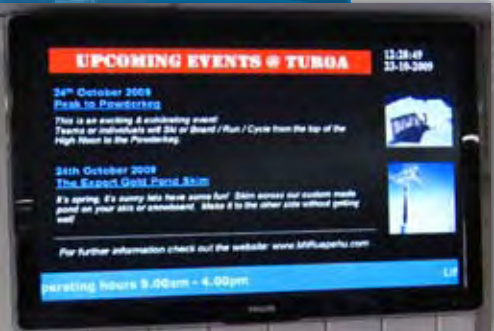 UPCOMING EVENTS @ TUROA
12:28:49
23-10-2009
24th October 2009
Peak to Powderkeg
This is an exciting & exhilarating event!
Teams or individuals will Ski or Board / Run / Cycle from the top of the
High Noon to the Powderkeg.
24th October 2009
The Export Gold Pond Skim
It's spring, it's sunny lets have some fun! Skim across our custom made
pond on your skis or snowboard. Make it to the other side without getting
wet!
For further information check out the website: www.MtRuapehu.com
perating hours 9.00am - 4.00pm
Lif
PHILIPS